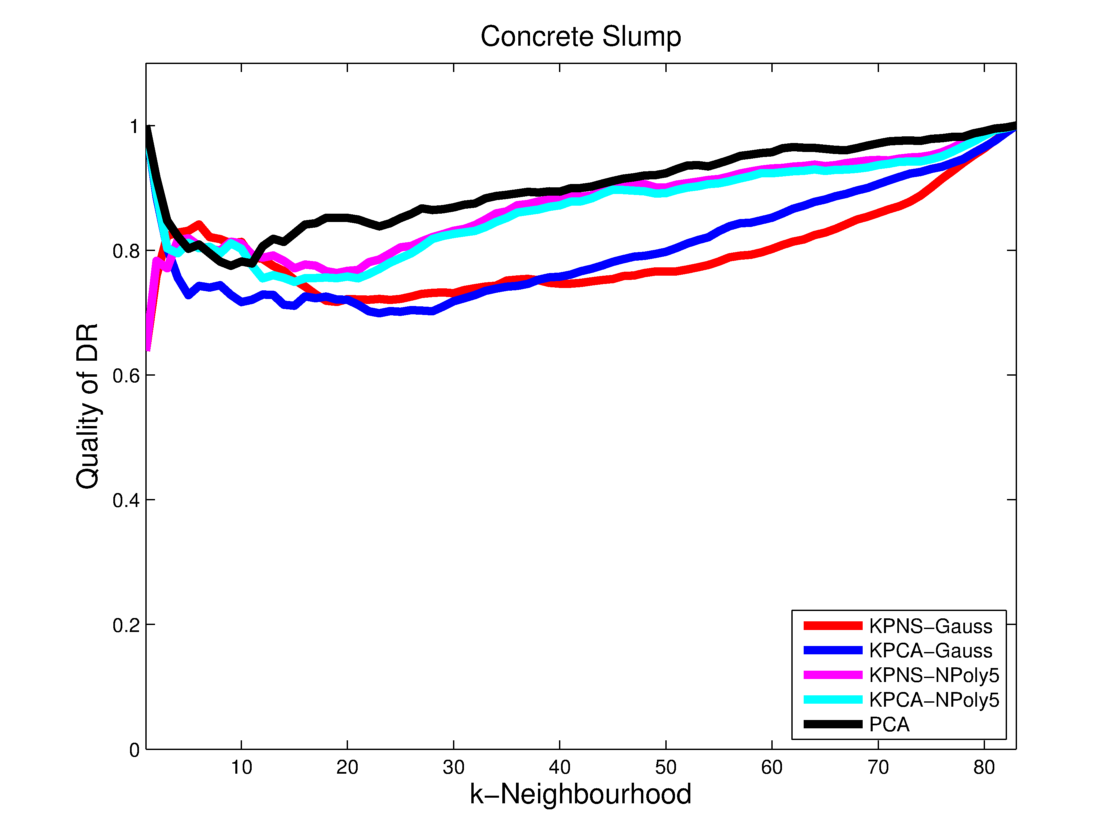 Concrete Slump
1
0.8
0.6
0.4
0.2
0
Quality of DR
10 20 30 40 50 60 70 80
k−Neighbourhood
KPNS−Gauss
KPCA−Gauss
KPNS−NPoly5
KPCA−NPoly5
PCA